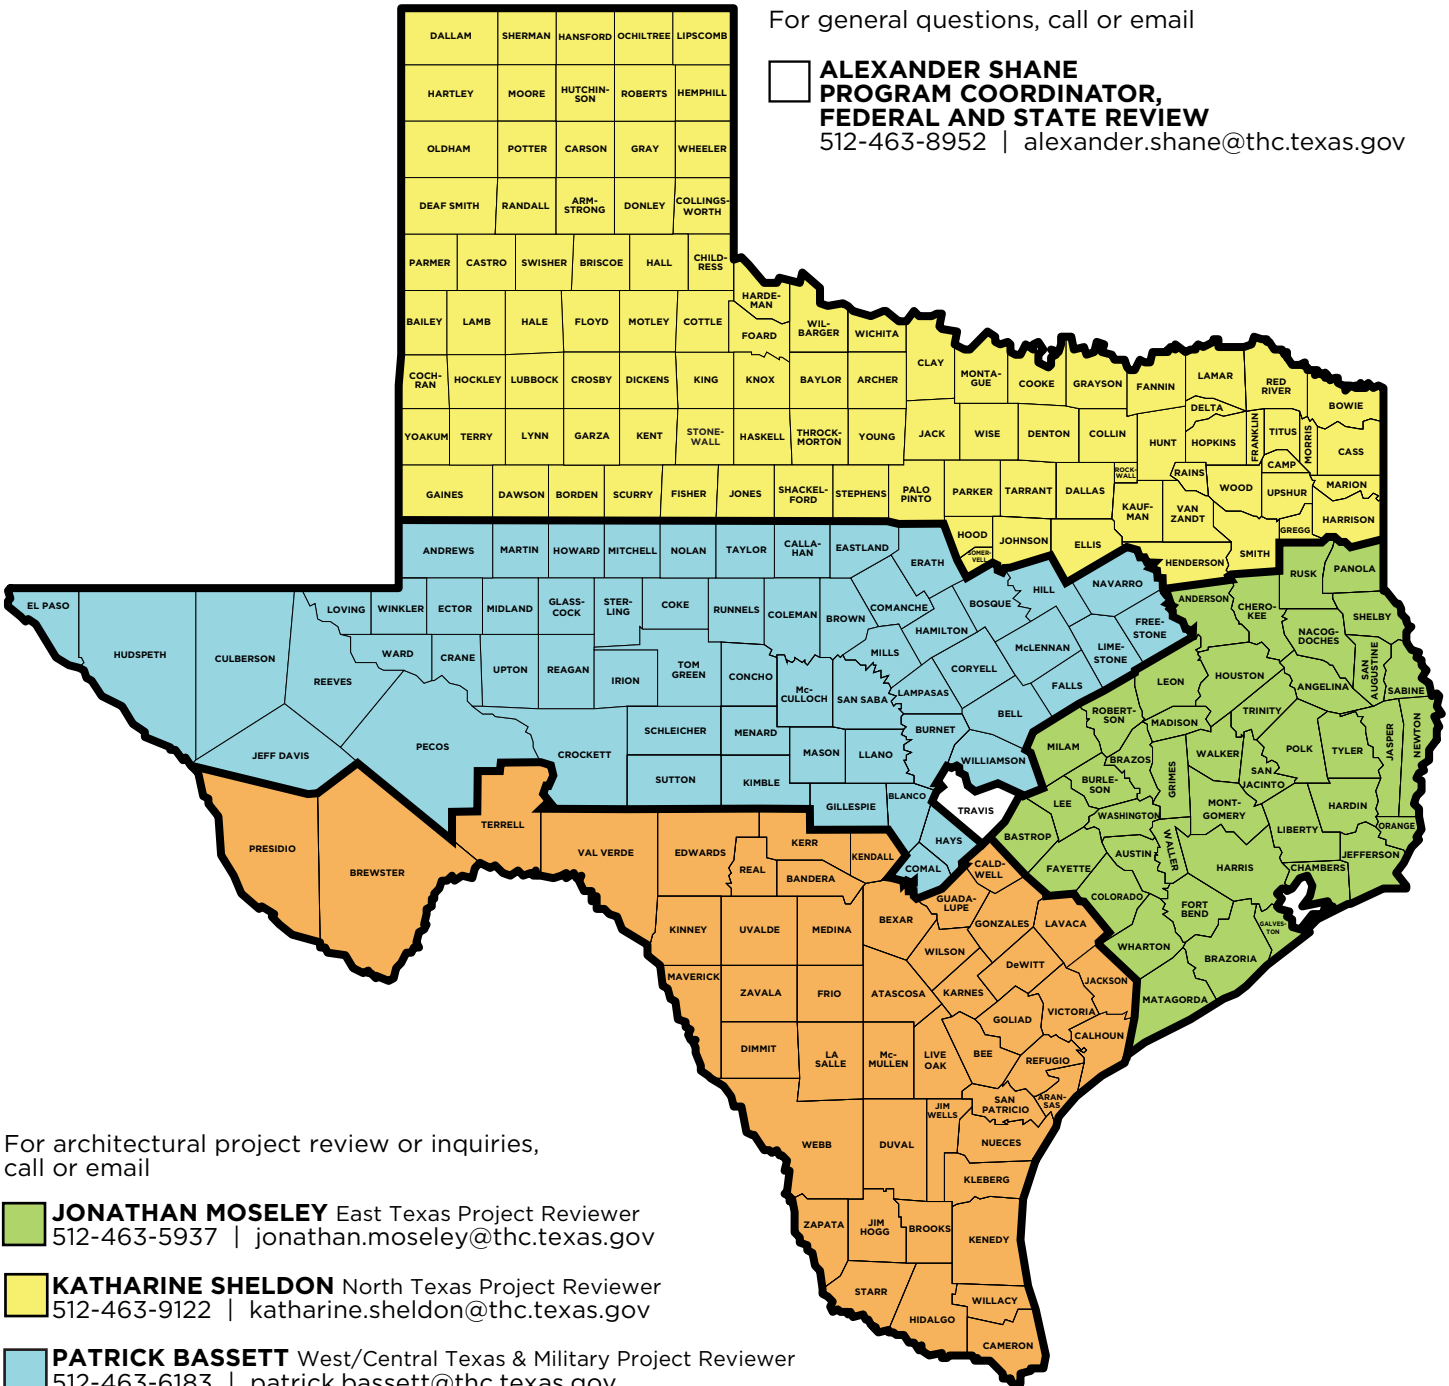 For general questions, call or email
ALEXANDER SHANE
PROGRAM COORDINATOR,
FEDERAL AND STATE REVIEW
512-463-8952 | alexander.shane@thc.texas.gov
DALLAM SHERMAN HANSFORD OCHILTREE LIPSCOMB
HARTLEY MOORE HUTCHIN-
SON ROBERTS HEMPHILL
OLDHAM POTTER CARSON GRAY WHEELER
DEAF SMITH RANDALL ARM-
STRONG DONLEY COLLINGS-
WORTH
PARMER CASTRO SWISHER BRISCOE HALL CHILD-
RESS
HARDE-
MAN
BAILEY LAMB HALE FLOYD MOTLEY COTTLE FOARD WIL-
BARGER WICHITA
CLAY
COCH-
RAN HOCKLEY LUBBOCK CROSBY DICKENS KING KNOX BAYLOR ARCHER MONTA-
GUE COOKE GRAYSON FANNIN LAMAR RED
RIVER BOWIE
DELTA
YOAKUM TERRY LYNN GARZA KENT STONE-
WALL HASKELL THROCK-
MORTON YOUNG JACK WISE DENTON COLLIN HUNT HOPKINS FRANKLIN TITUS MORRIS CASS
CAMP
GAINES DAWSON BORDEN SCURRY FISHER JONES SHACKEL-
FORD STEPHENS PALO
PINTO PARKER TARRANT DALLAS ROCK-
WALL RAINS WOOD UPSHUR MARION
KAUF-
MAN VAN
ZANDT GREGG HARRISON
HOOD JOHNSON ELLIS SMITH
SOMER-
VELL HENDERSON
ANDREWS MARTIN HOWARD MITCHELL NOLAN TAYLOR CALLA-
HAN EASTLAND ERATH
HILL NAVARRO RUSK PANOLA
EL PASO LOVING WINKLER ECTOR MIDLAND GLASS-
COCK STER-
LING COKE RUNNELS COLEMAN BROWN COMANCHE BOSQUE ANDERSON CHERO-
KEE SHELBY
HAMILTON FREE-
STONE NACOG-
DOCHES
HUDSPETH CULBERSON REEVES WARD CRANE UPTON REAGAN IRION TOM
GREEN CONCHO Mc-
CULLOCH SAN SABA MILLS LAMPASAS CORYELL McLENNAN LIME-
STONE FALLS LEON HOUSTON ANGELINA SAN
AUGUSTINE SABINE
JEFF DAVIS PECOS CROCKETT SCHLEICHER MENARD MASON LLANO BURNET BELL WILLIAMSON MILAM ROBERT-
SON MADISON TRINITY POLK TYLER JASPER NEWTON
SUTTON KIMBLE GILLESPIE BLANCO TRAVIS LEE BURLE-
SON BRAZOS GRIMES WALKER SAN
JACINTO HARDIN
PRESIDIO BREWSTER TERRELL VAL VERDE EDWARDS KERR KENDALL COMAL HAYS BASTROP WASHINGTON MONT-
GOMERY LIBERTY ORANGE
REAL BANDERA CALD-
WELL FAYETTE AUSTIN WALLER HARRIS CHAMBERS JEFFERSON
KINNEY UVALDE MEDINA BEXAR GUADA-
LUPE GONZALES LAVACA COLORADO FORT
BEND GALVES-
TON
WILSON DeWITT WHARTON BRAZORIA
MAVERICK ZAVALA FRIO ATASCOSA KARNES JACKSON MATAGORDA
GOLIAD VICTORIA
DIMMIT LA
SALLE Mc-
MULLEN LIVE
OAK BEE REFUGIO CALHOUN
WEBB DUVAL JIM
WELLS SAN
PATRICIO ARAN-
SAS
NUECES
KLEBERG
ZAPATA JIM
HOGG BROOKS KENEDY
STARR HIDALGO WILLACY
CAMERON
For architectural project review or inquiries,
call or email
JONATHAN MOSELEY East Texas Project Reviewer
512-463-5937 | jonathan.moseley@thc.texas.gov
KATHARINE SHELDON North Texas Project Reviewer
512-463-9122 | katharine.sheldon@thc.texas.gov
PATRICK BASSETT West/Central Texas & Military Project Reviewer
512-463-6183 | patrick.bassett@thc.texas.gov